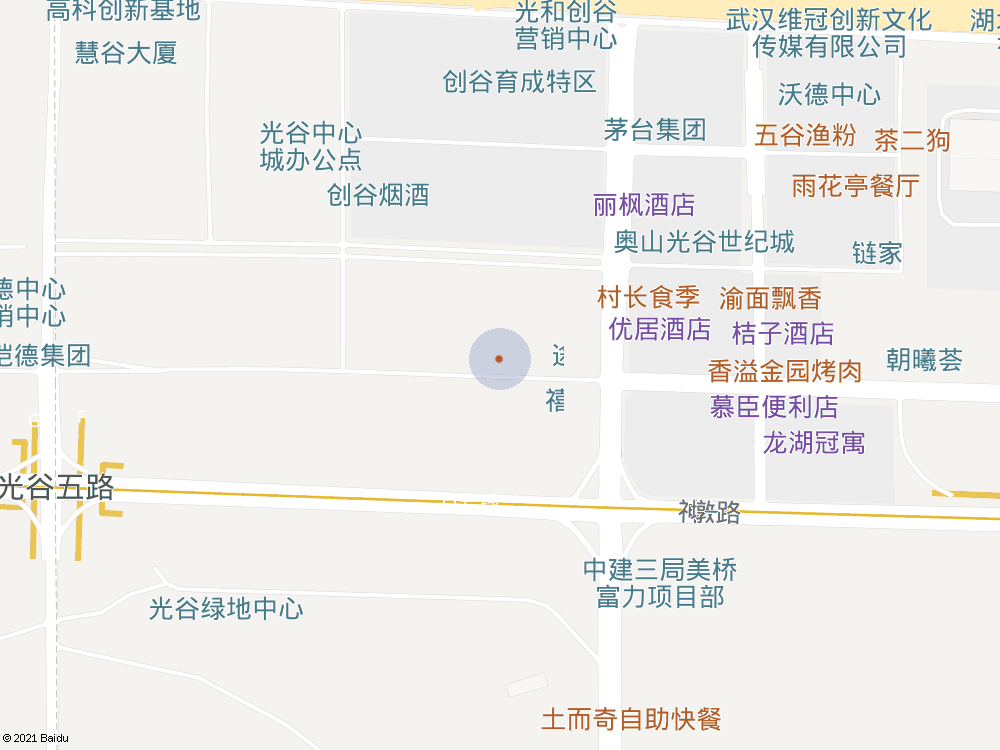 高科创新基地
慧谷大厦
光和创谷
营销中心
武汉维冠创新文化
传媒有限公司
创谷育成特区
沃德中心
光谷中心
城办公点
茅台集团
五谷渔粉
茶二狗
创谷烟酒
丽枫酒店
雨花亭餐厅
奥山光谷世纪城
链家
德中心
销中心
村长食季
渝面飘香
优居酒店
桔子酒店
恺德集团
朝曦荟
香溢金园烤肉
禧
慕臣便利店
龙湖冠寓
光谷五路
神墩路
中建三局美桥
富力项目部
光谷绿地中心
土而奇自助快餐
© 2021 Baidu